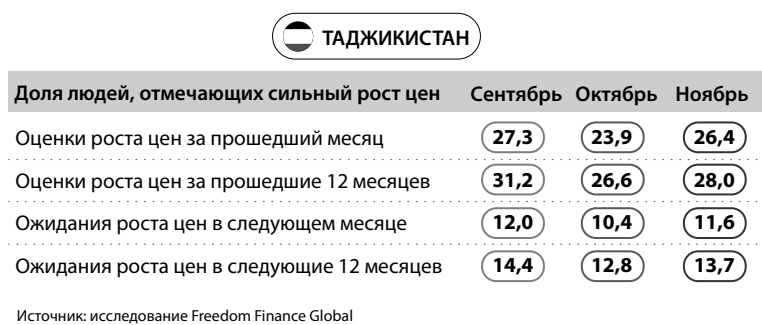 ТАДЖИКИСТАН
Доля людей, отмечающих сильный рост цен Сентябрь Октябрь Ноябрь
Оценки роста цен за прошедший месяц 27,3 23,9 26,4
Оценки роста цен за прошедшие 12 месяцев 31,2 26,6 28,0
Ожидания роста цен в следующем месяце 12,0 10,4 11,6
Ожидания роста цен в следующие 12 месяцев 14,4 12,8 13,7
Источник: исследование Freedom Finance Global